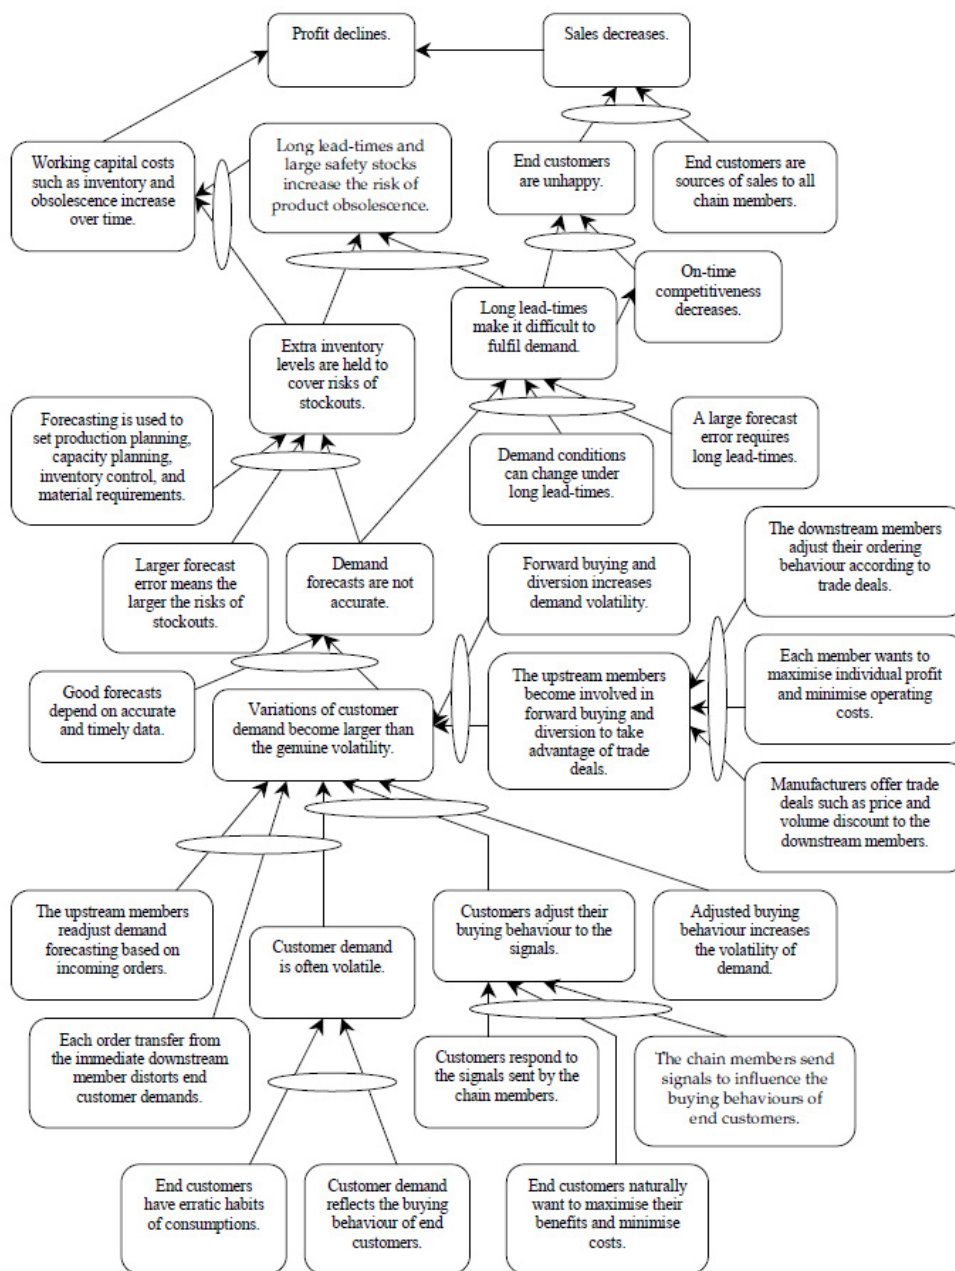 Profit declines.
Sales decreases.
Working capital costs
such as inventory and
obsolescence increase
over time.
Long lead-times and
large safety stocks
increase the risk of
product obsolescence.
End customers
are unhappy.
End customers are
sources of sales to all
chain members.
On-time
competitiveness
decreases.
Long lead-times
make it difficult to
fulfil demand.
Extra inventory
levels are held to
cover risks of
stockouts.
Forecasting is used to
set production planning,
capacity planning,
inventory control, and
material requirements.
Demand conditions
can change under
long lead-times.
A large forecast
error requires
long lead-times.
Larger forecast
error means the
larger the risks of
stockouts.
Demand
forecasts are not
accurate.
Forward buying and
diversion increases
demand volatility.
The downstream members
adjust their ordering
behaviour according to
trade deals.
Good forecasts
depend on accurate
and timely data.
Variations of customer
demand become larger than
the genuine volatility.
The upstream members
become involved in
forward buying and
diversion to take
advantage of trade
deals.
Each member wants to
maximise individual profit
and minimise operating
costs.
Manufacturers offer trade
deals such as price and
volume discount to the
downstream members.
The upstream members
readjust demand
forecasting based on
incoming orders.
Customer demand
is often volatile.
Customers adjust their
buying behaviour to the
signals.
Adjusted buying
behaviour increases
the volatility of
demand.
Each order transfer from
the immediate downstream
member distorts end
customer demands.
Customers respond to
the signals sent by the
chain members.
The chain members send
signals to influence the
buying behaviours of
end customers.
End customers
have erratic habits
of consumptions.
Customer demand
reflects the buying
behaviour of end
customers.
End customers naturally
want to maximise their
benefits and minimise
costs.